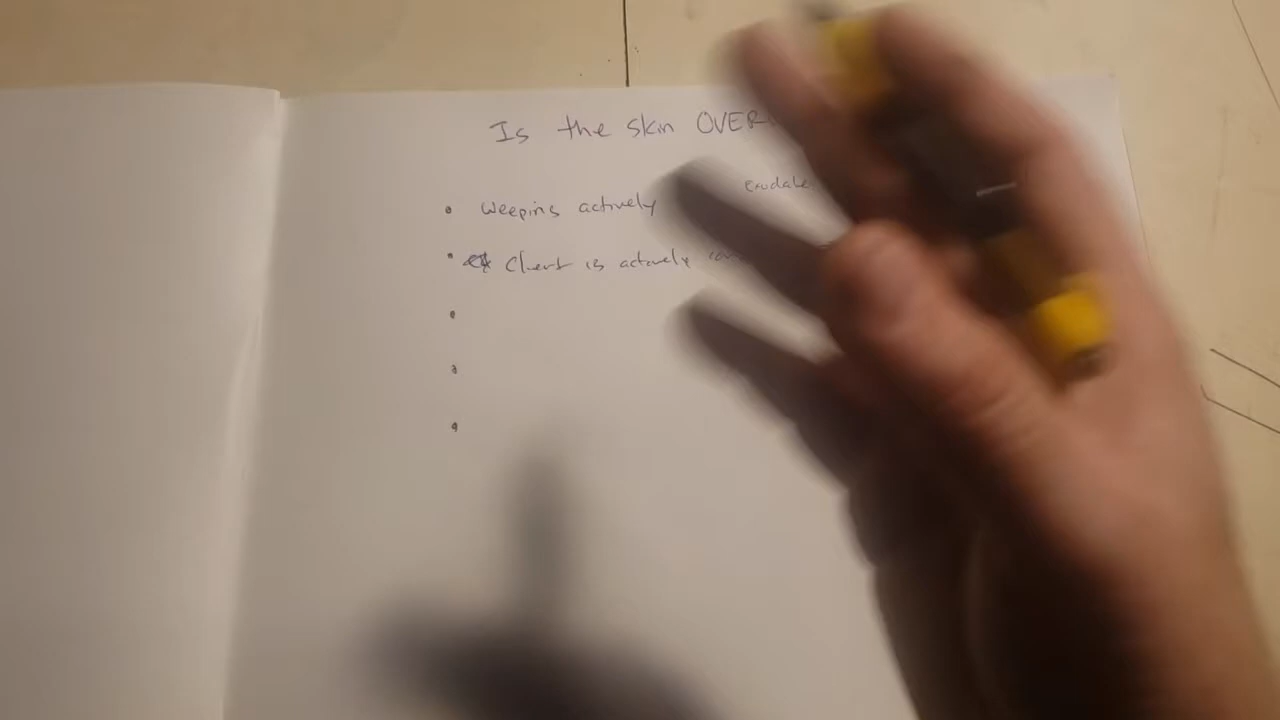 Is the skin OVER
Exudate
• Weeping actively
• Client is actively
•
•
•